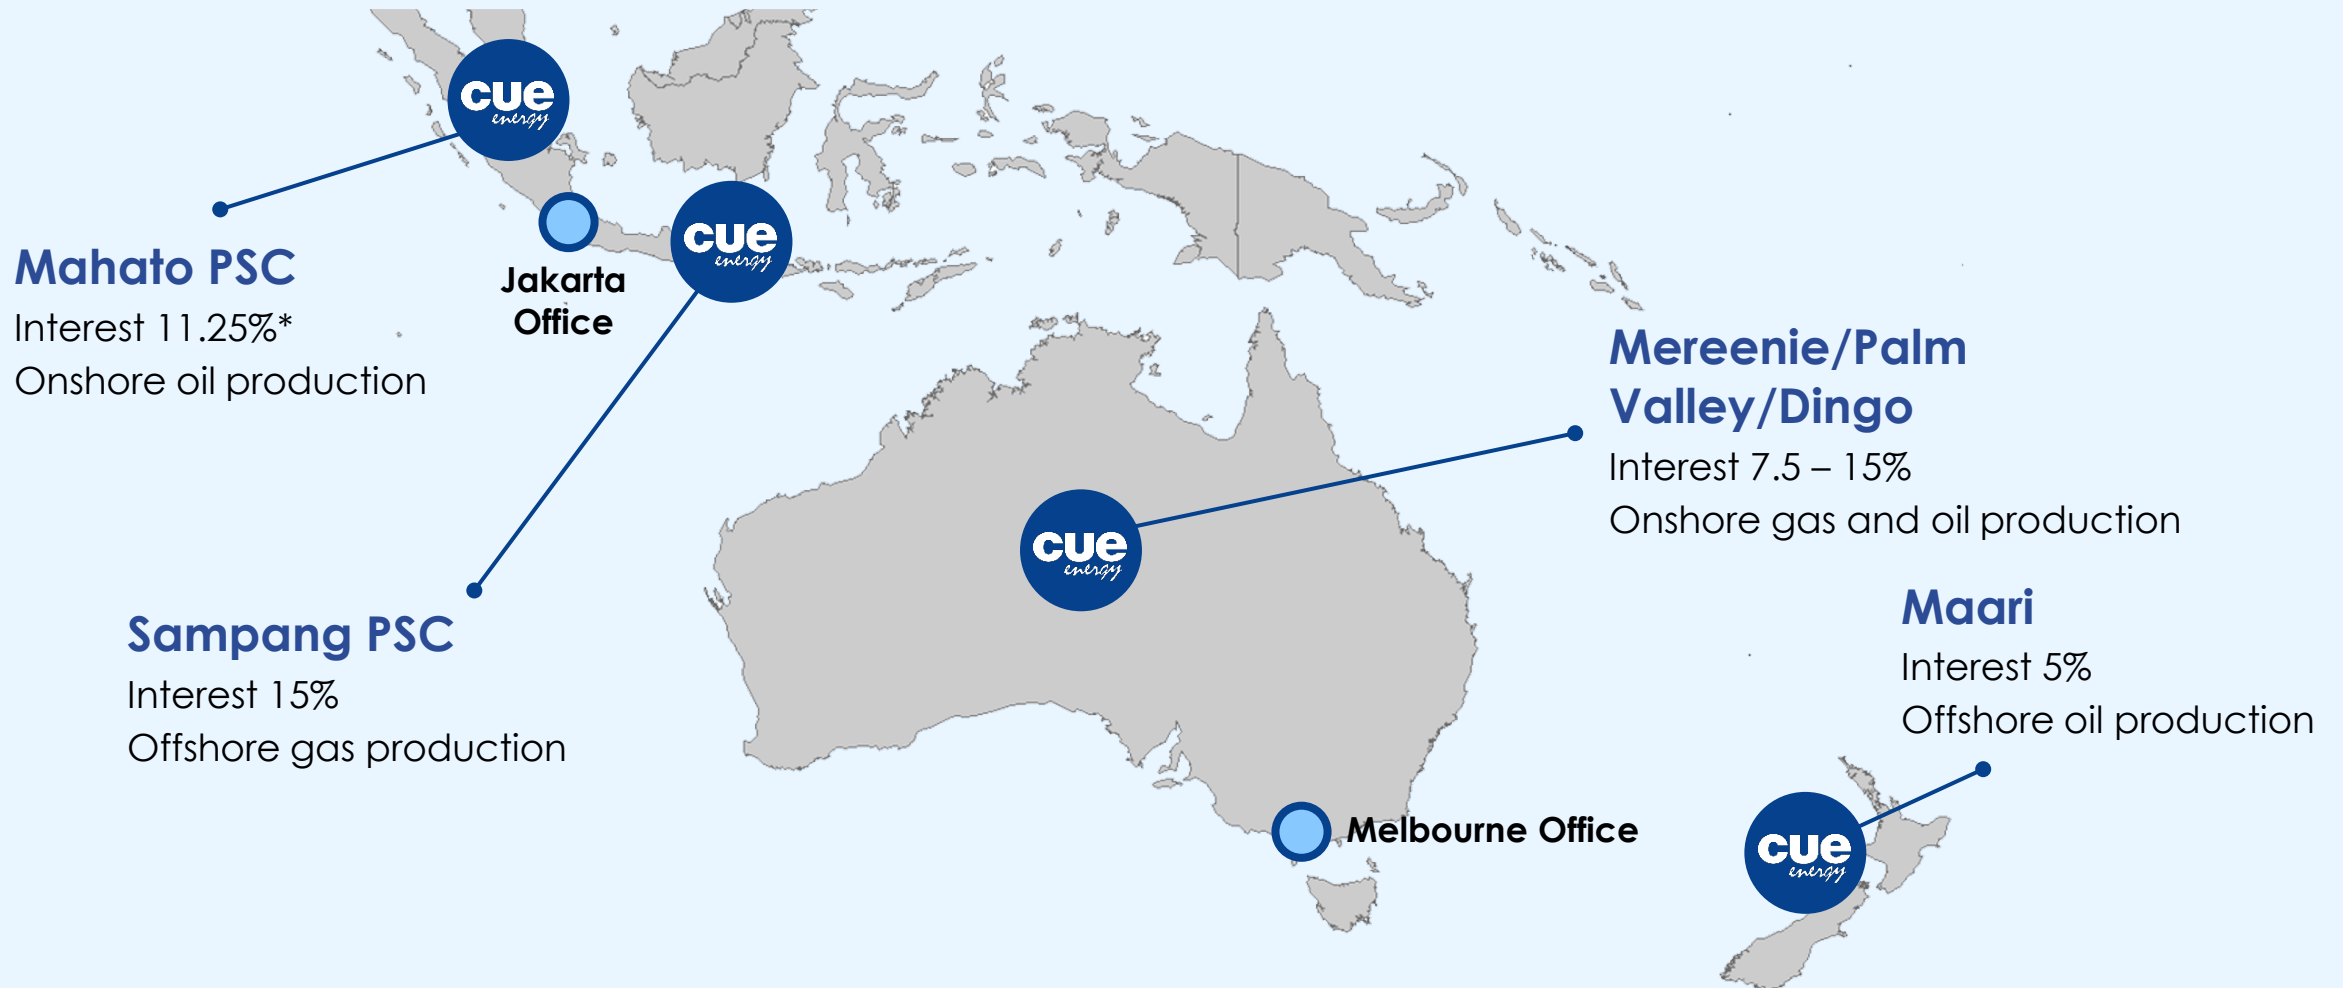 cue
energy
Mahato PSC
Interest 11.25%*
Onshore oil production
cue
energy
Jakarta
Office
Sampang PSC
Interest 15%
Offshore gas production
cue
energy
Mereenie/Palm
Valley/Dingo
Interest 7.5 – 15%
Onshore gas and oil production
Melbourne Office
Maari
Interest 5%
Offshore oil production
cue
energy